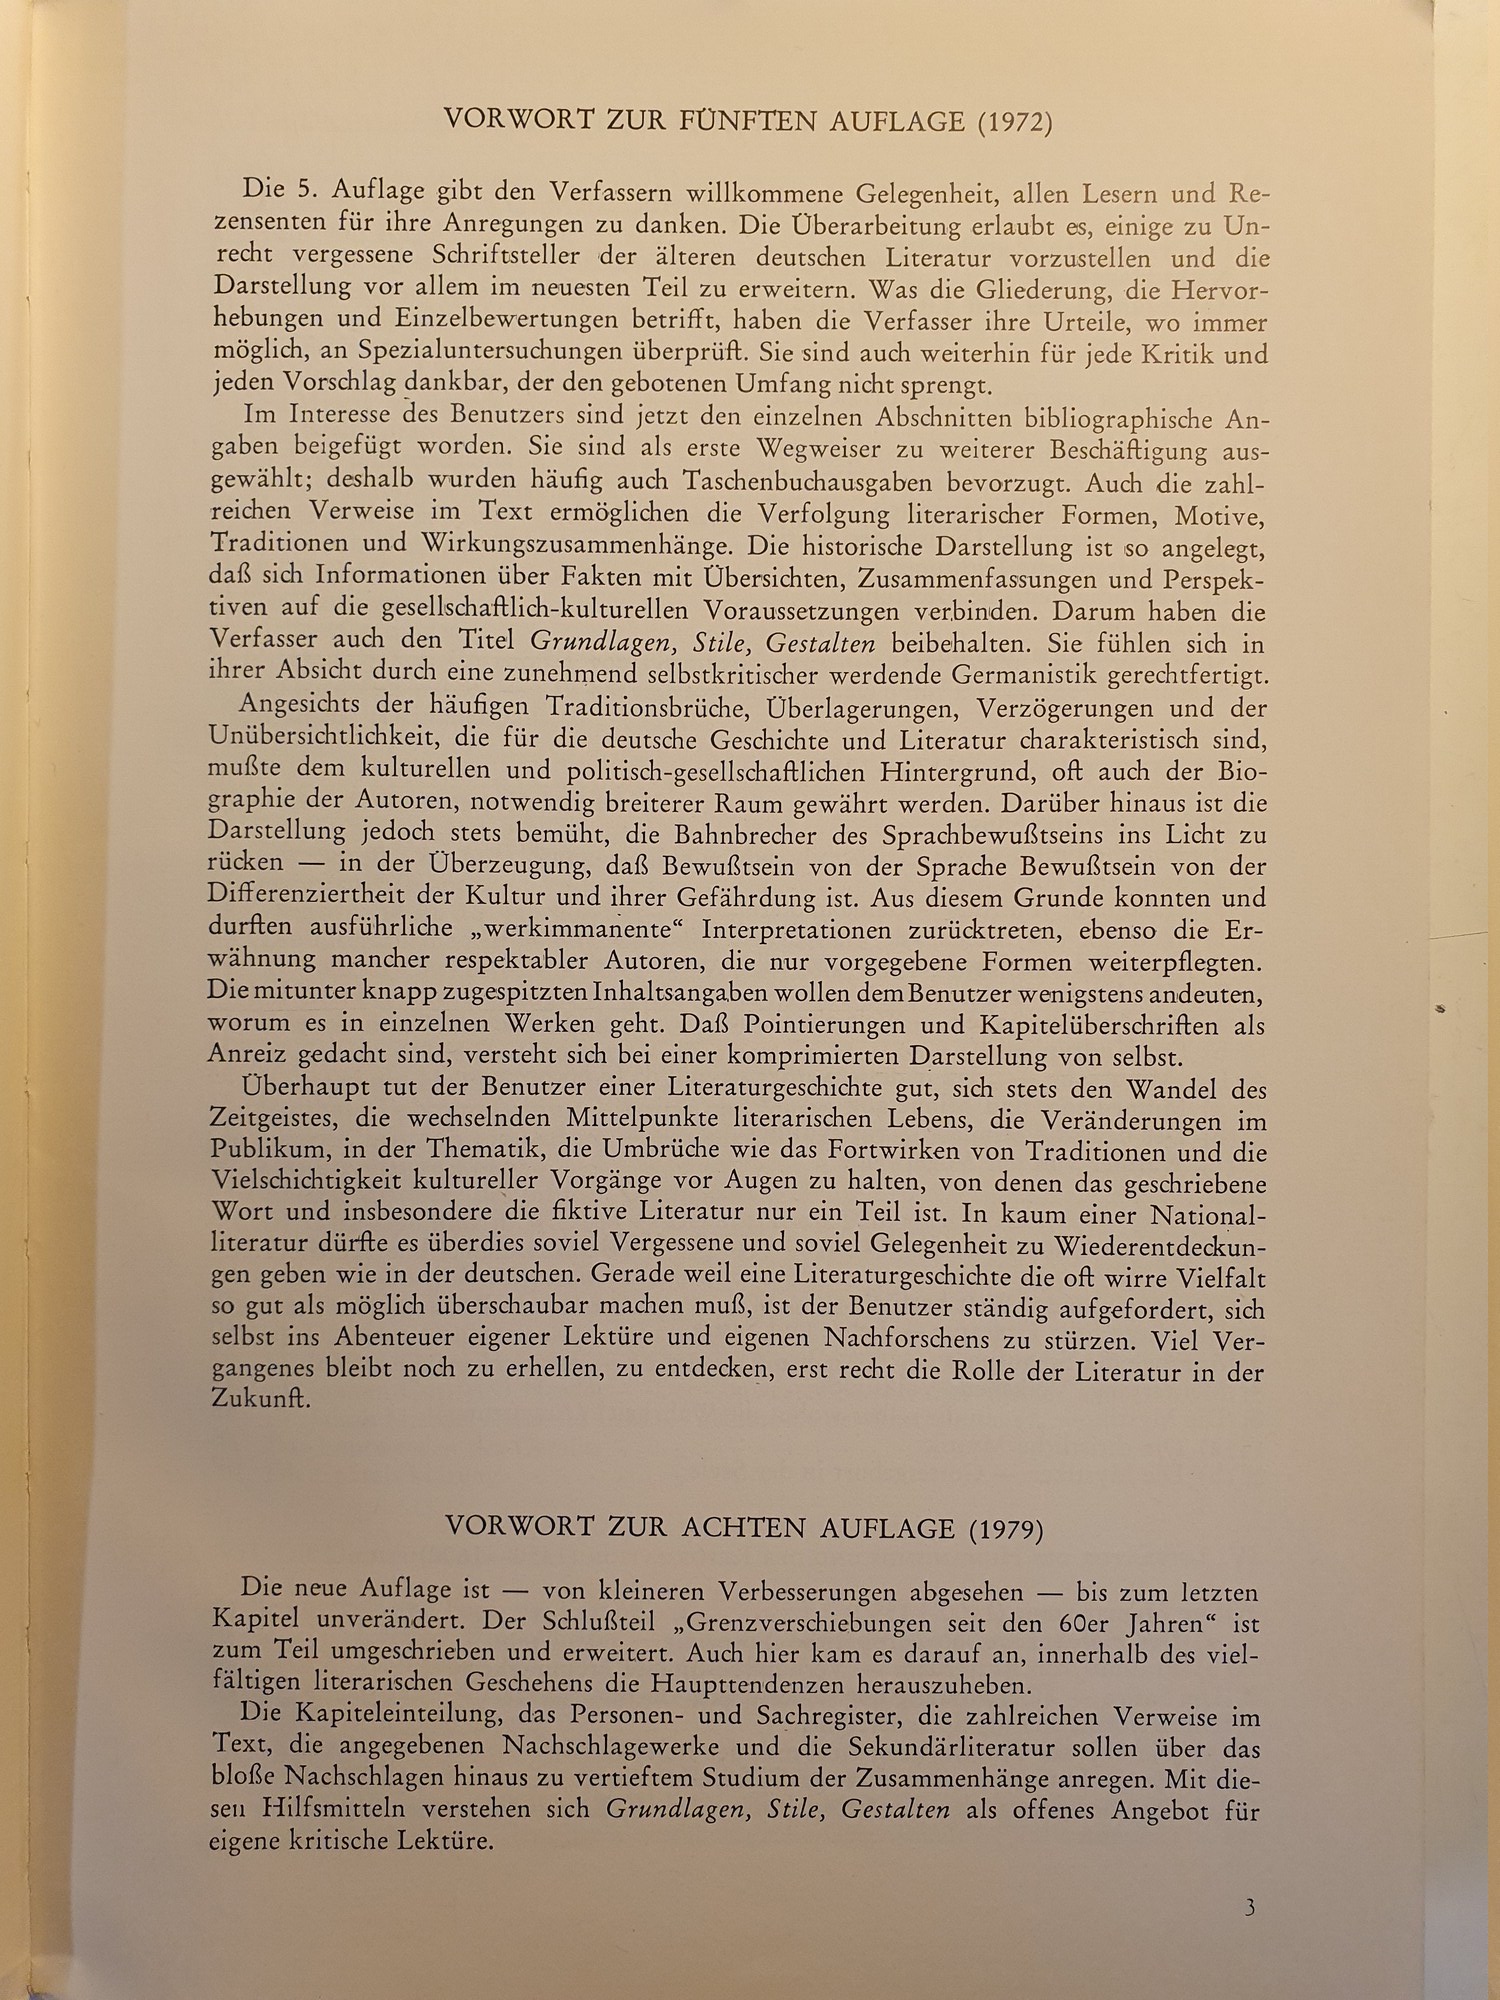 VORWORT ZUR FÜNFTEN AUFLAGE (1972)
Die 5. Auflage gibt den Verfassern willkommene Gelegenheit, allen Lesern und Re-
zensenten für ihre Anregungen zu danken. Die Überarbeitung erlaubt es, einige zu Un-
recht vergessene Schriftsteller der älteren deutschen Literatur vorzustellen und die
Darstellung vor allem im neuesten Teil zu erweitern. Was die Gliederung, die Hervor-
hebungen und Einzelbewertungen betrifft, haben die Verfasser ihre Urteile, wo immer
möglich, an Spezialuntersuchungen überprüft. Sie sind auch weiterhin für jede Kritik und
jeden Vorschlag dankbar, der den gebotenen Umfang nicht sprengt.
Im Interesse des Benutzers sind jetzt den einzelnen Abschnitten bibliographische An-
gaben beigefügt worden. Sie sind als erste Wegweiser zu weiterer Beschäftigung aus-
gewählt; deshalb wurden häufig auch Taschenbuchausgaben bevorzugt. Auch die zahl-
reichen Verweise im Text ermöglichen die Verfolgung literarischer Formen, Motive,
Traditionen und Wirkungszusammenhänge. Die historische Darstellung ist so angelegt,
daß sich Informationen über Fakten mit Übersichten, Zusammenfassungen und Perspek-
tiven auf die gesellschaftlich-kulturellen Voraussetzungen verbinden. Darum haben die
Verfasser auch den Titel Grundlagen, Stile, Gestalten beibehalten. Sie fühlen sich in
ihrer Absicht durch eine zunehmend selbstkritischer werdende Germanistik gerechtfertigt.
Angesichts der häufigen Traditionsbrüche, Überlagerungen, Verzögerungen und der
Unübersichtlichkeit, die für die deutsche Geschichte und Literatur charakteristisch sind,
mußte dem kulturellen und politisch-gesellschaftlichen Hintergrund, oft auch der Bio-
graphie der Autoren, notwendig breiterer Raum gewährt werden. Darüber hinaus ist die
Darstellung jedoch stets bemüht, die Bahnbrecher des Sprachbewußtseins ins Licht zu
rücken — in der Überzeugung, daß Bewußtsein von der Sprache Bewußtsein von der
Differenziertheit der Kultur und ihrer Gefährdung ist. Aus diesem Grunde konnten und
durften ausführliche „werkimmanente“ Interpretationen zurücktreten, ebenso die Er-
wähnung mancher respektabler Autoren, die nur vorgegebene Formen weiterpflegten.
Die mitunter knapp zugespitzten Inhaltsangaben wollen dem Benutzer wenigstens andeuten,
worum es in einzelnen Werken geht. Daß Pointierungen und Kapitelüberschriften als
Anreiz gedacht sind, versteht sich bei einer komprimierten Darstellung von selbst.
Überhaupt tut der Benutzer einer Literaturgeschichte gut, sich stets den Wandel des
Zeitgeistes, die wechselnden Mittelpunkte literarischen Lebens, die Veränderungen im
Publikum, in der Thematik, die Umbrüche wie das Fortwirken von Traditionen und die
Vielschichtigkeit kultureller Vorgänge vor Augen zu halten, von denen das geschriebene
Wort und insbesondere die fiktive Literatur nur ein Teil ist. In kaum einer National-
literatur dürfte es überdies soviel Vergessene und soviel Gelegenheit zu Wiederentdeckun-
gen geben wie in der deutschen. Gerade weil eine Literaturgeschichte die oft wirre Vielfalt
so gut als möglich überschaubar machen muß, ist der Benutzer ständig aufgefordert, sich
selbst ins Abenteuer eigener Lektüre und eigenen Nachforschens zu stürzen. Viel Ver-
gangenes bleibt noch zu erhellen, zu entdecken, erst recht die Rolle der Literatur in der
Zukunft.
VORWORT ZUR ACHTEN AUFLAGE (1979)
Die neue Auflage ist — von kleineren Verbesserungen abgesehen — bis zum letzten
Kapitel unverändert. Der Schlußteil „Grenzverschiebungen seit den 60er Jahren“ ist
zum Teil umgeschrieben und erweitert. Auch hier kam es darauf an, innerhalb des viel-
fältigen literarischen Geschehens die Haupttendenzen herauszuheben.
Die Kapiteleinteilung, das Personen- und Sachregister, die zahlreichen Verweise im
Text, die angegebenen Nachschlagewerke und die Sekundärliteratur sollen über das
bloße Nachschlagen hinaus zu vertieftem Studium der Zusammenhänge anregen. Mit die-
sen Hilfsmitteln verstehen sich Grundlagen, Stile, Gestalten als offenes Angebot für
eigene kritische Lektüre.
3